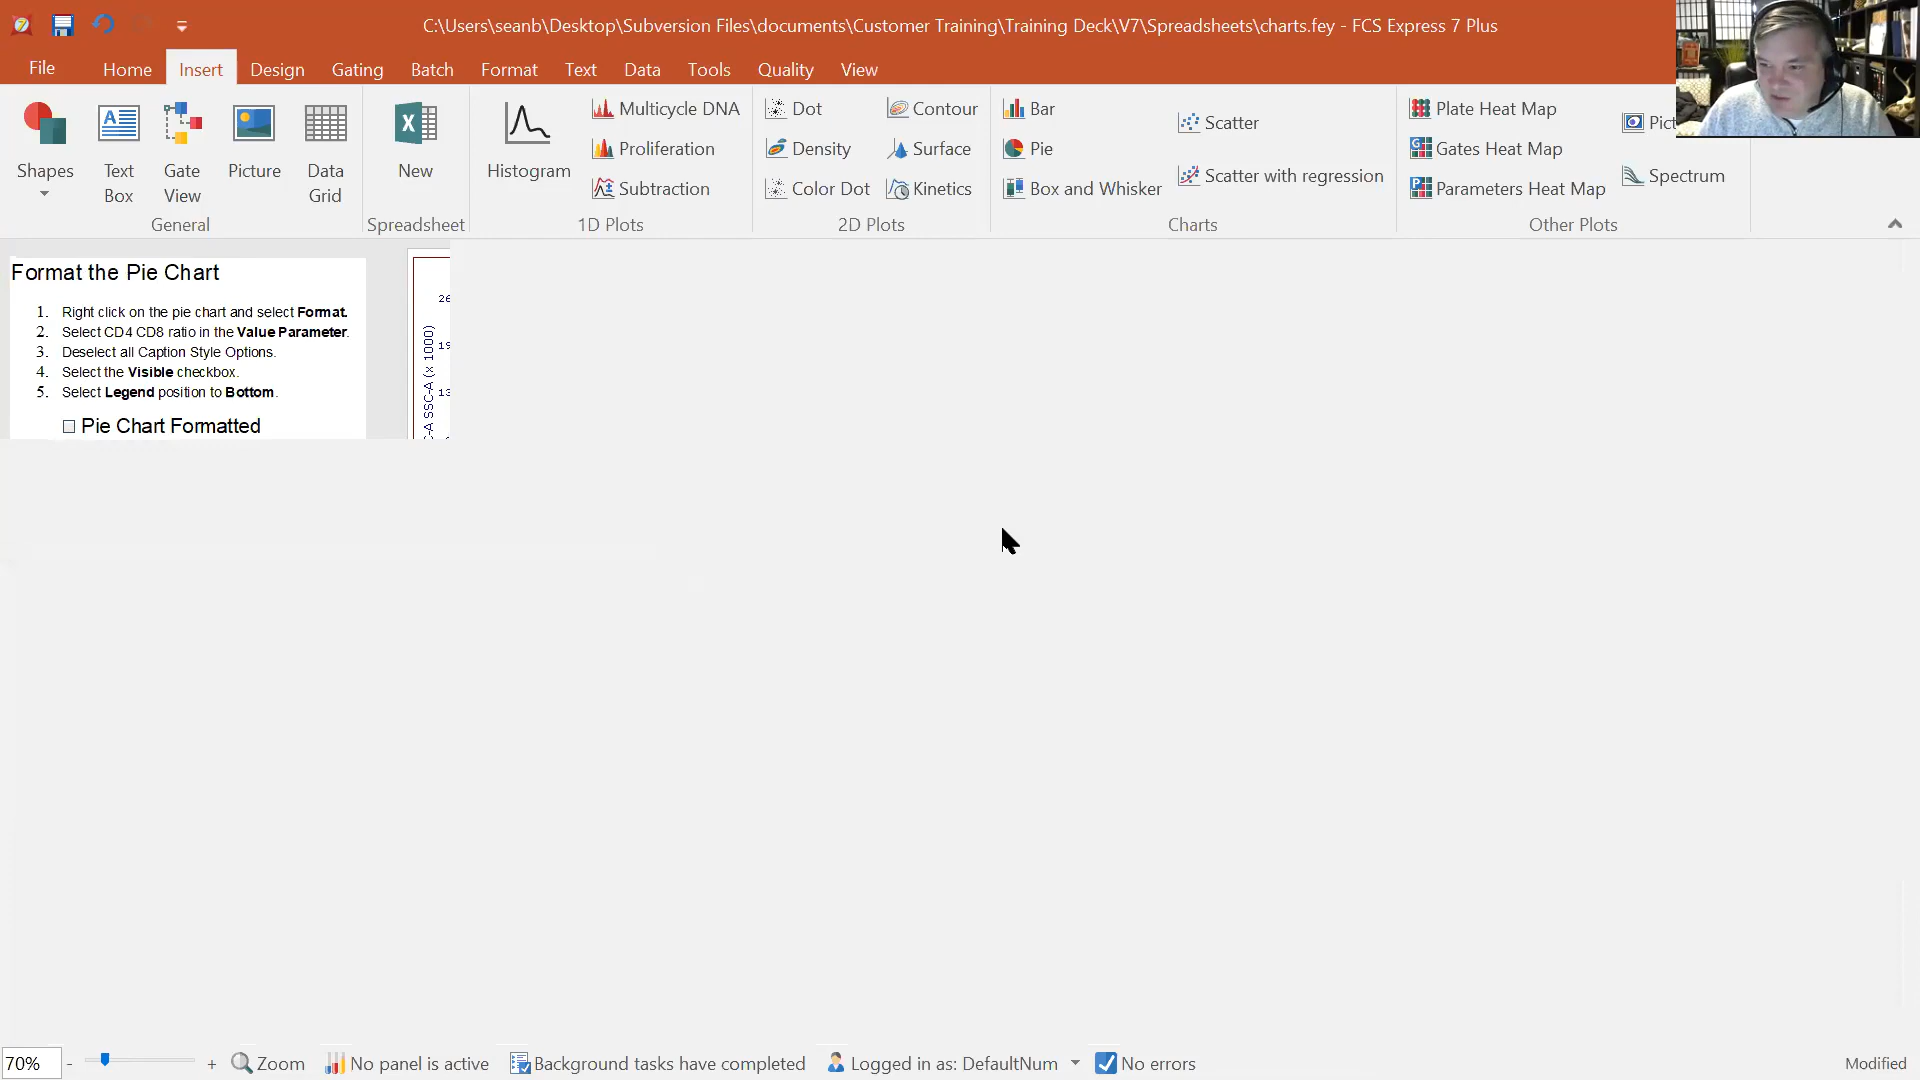 C:\Users\seanb\Desktop\Subversion Files\documents\Customer Training\Training Deck\V7\Spreadsheets\charts.fey - FCS Express 7 Plus
File Home Insert Design Gating Batch Format Text Data Tools Quality View
Shapes
Text Box
Gate View
Picture
Data Grid
General
New
Spreadsheet
Histogram
Multicycle DNA
Proliferation
Subtraction
1D Plots
Dot
Density
Color Dot
Contour
Surface
Kinetics
2D Plots
Bar
Pie
Box and Whisker
Scatter
Scatter with regression
Charts
Plate Heat Map
Gates Heat Map
Parameters Heat Map
Pict
Spectrum
Other Plots
Format the Pie Chart
1. Right click on the pie chart and select Format.
2. Select CD4 CD8 ratio in the Value Parameter.
3. Deselect all Caption Style Options.
4. Select the Visible checkbox.
5. Select Legend position to Bottom.
Pie Chart Formatted
26
19
13
C-A SSC-A (x 1000)
70% - + Zoom No panel is active Background tasks have completed Logged in as: DefaultNum No errors Modified